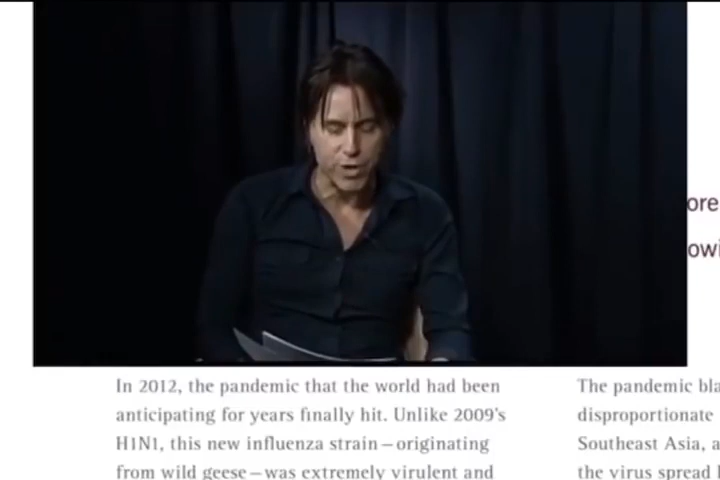 In 2012, the pandemic that the world had been
anticipating for years finally hit. Unlike 2009's
H1N1, this new influenza strain – originating
from wild geese – was extremely virulent and
The pandemic
disproportionate
Southeast Asia,
the virus spread